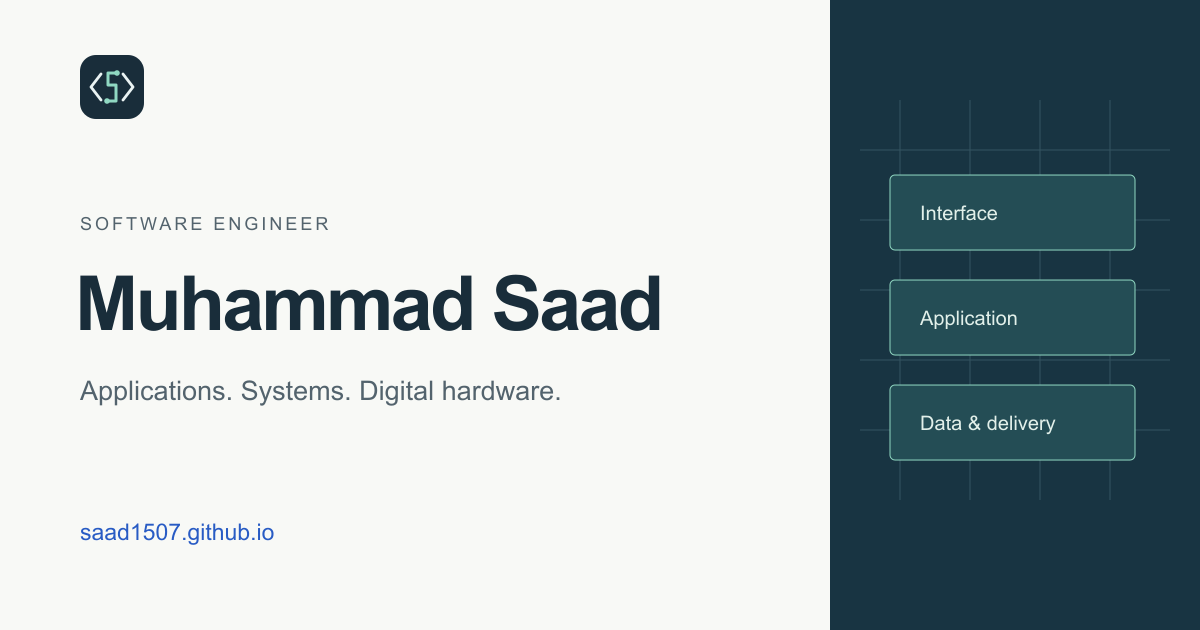 SOFTWARE ENGINEER
Muhammad Saad
Applications. Systems. Digital hardware.
saad1507.github.io
Interface
Application
Data & delivery